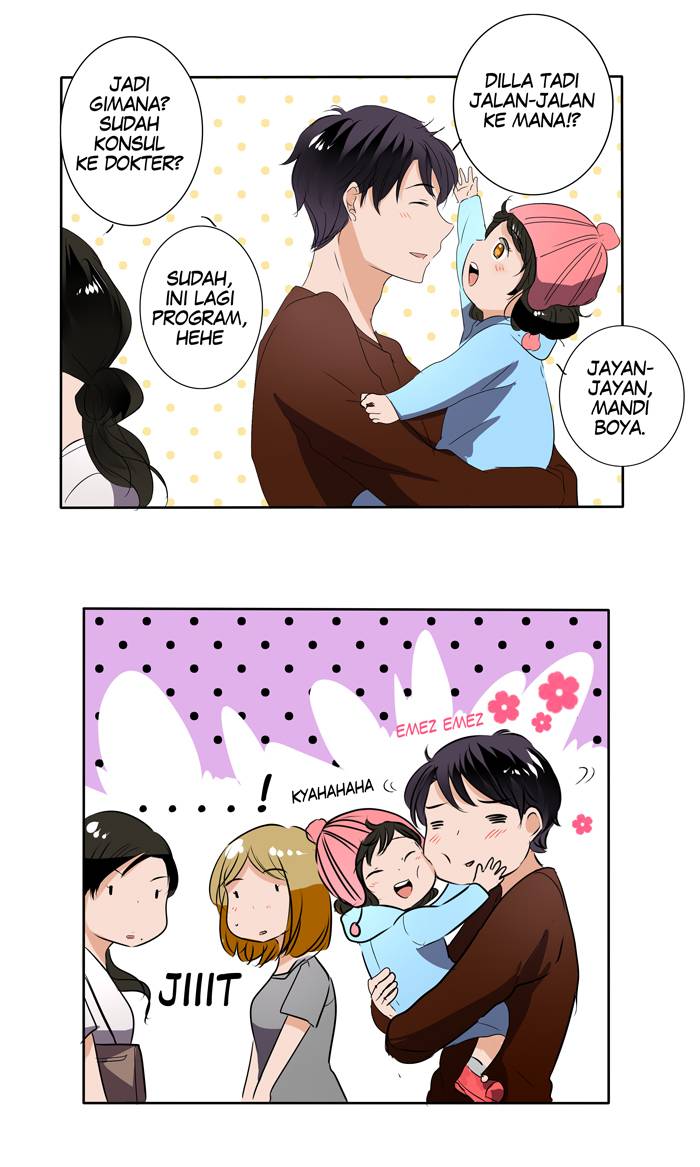 JADI
GIMANA?
SUDAH
KONSUL
KE DOKTER?
SUDAH,
INI LAGI
PROGRAM,
HEHE
DILLA TADI
JALAN-JALAN
KE MANA!?
JAYAN-
JAYAN,
MANDI
BOYA.
EMEZ EMEZ
KYAHAHAHA
. . . . . !
JIIIT